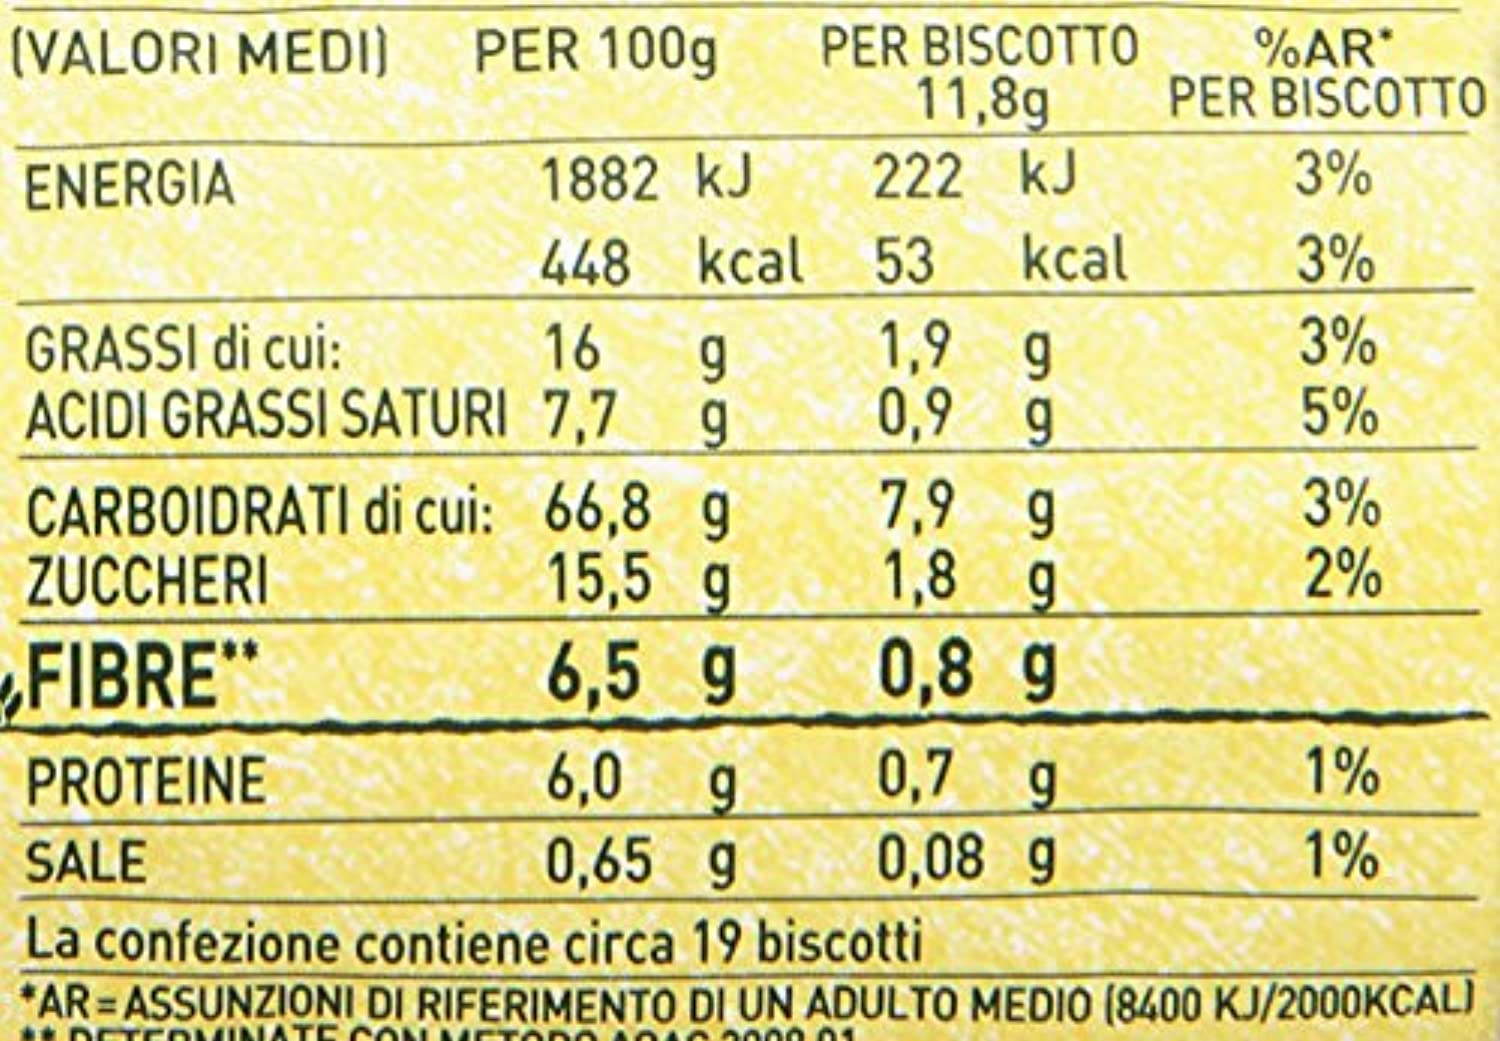 (VALORI MEDI) PER 100g PER BISCOTTO 11,8g %AR* PER BISCOTTO
ENERGIA 1882 kJ 222 kJ 3%
448 kcal 53 kcal 3%
GRASSI di cui: 16 g 1,9 g 3%
ACIDI GRASSI SATURI 7,7 g 0,9 g 5%
CARBOIDRATI di cui: 66,8 g 7,9 g 3%
ZUCCHERI 15,5 g 1,8 g 2%
FIBRE** 6,5 g 0,8 g
PROTEINE 6,0 g 0,7 g 1%
SALE 0,65 g 0,08 g 1%
La confezione contiene circa 19 biscotti
*AR=ASSUNZIONI DI RIFERIMENTO DI UN ADULTO MEDIO (8400 KJ/2000KCAL)
** DETERMINATE CON METODO AOAC